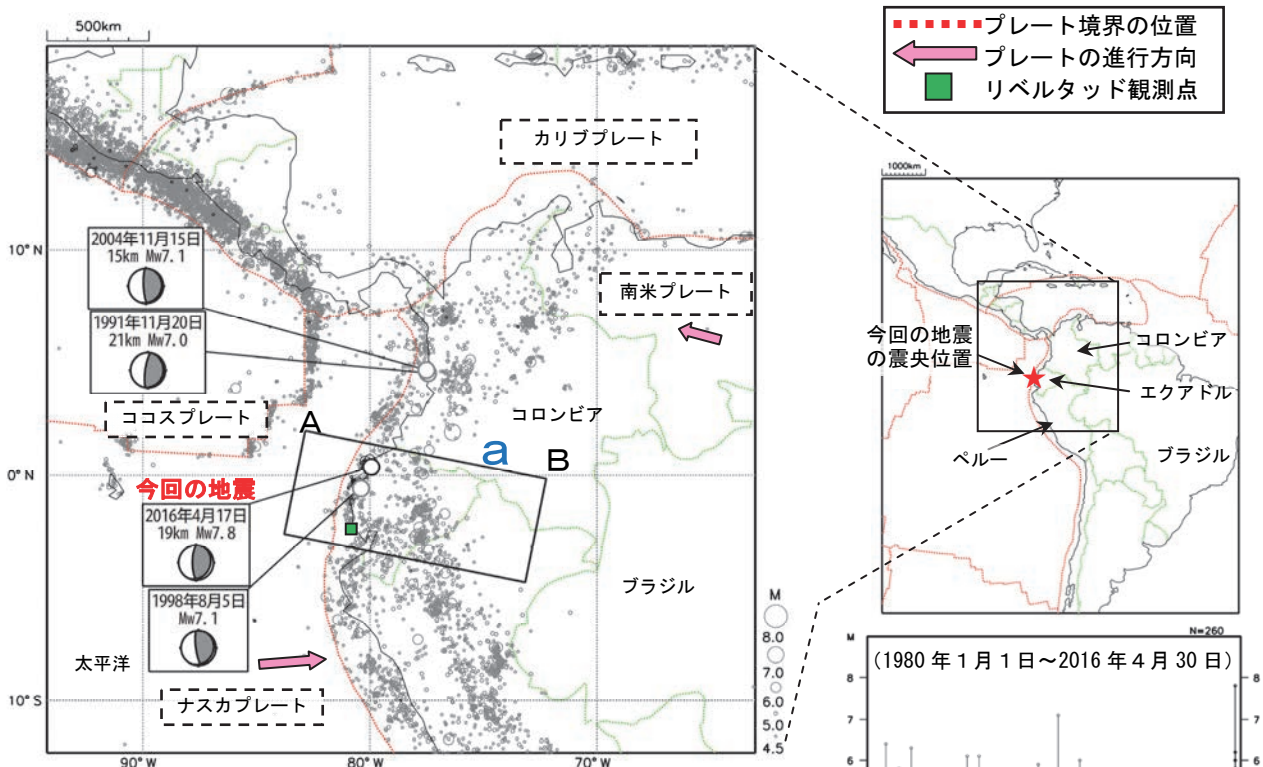 500km
プレート境界の位置
プレートの進行方向
リベルタッド観測点
カリブプレート
1000km
10°N
2004年11月15日
15km Mw7.1
南米プレート
1991年11月20日
21km Mw7.0
今回の地震
の震央位置
コロンビア
エクアドル
ココスプレート
コロンビア
A
a
B
ペルー
ブラジル
0°N
今回の地震
2016年4月17日
19km Mw7.8
1998年8月5日
Mw7.1
ブラジル
M
8.0
7.0
6.0
5.0
4.5
太平洋
ナスカプレート
10°S
90°W
80°W
70°W
M
N=260
(1980年1月1日~2016年4月30日)
8
8
7
7
6
6